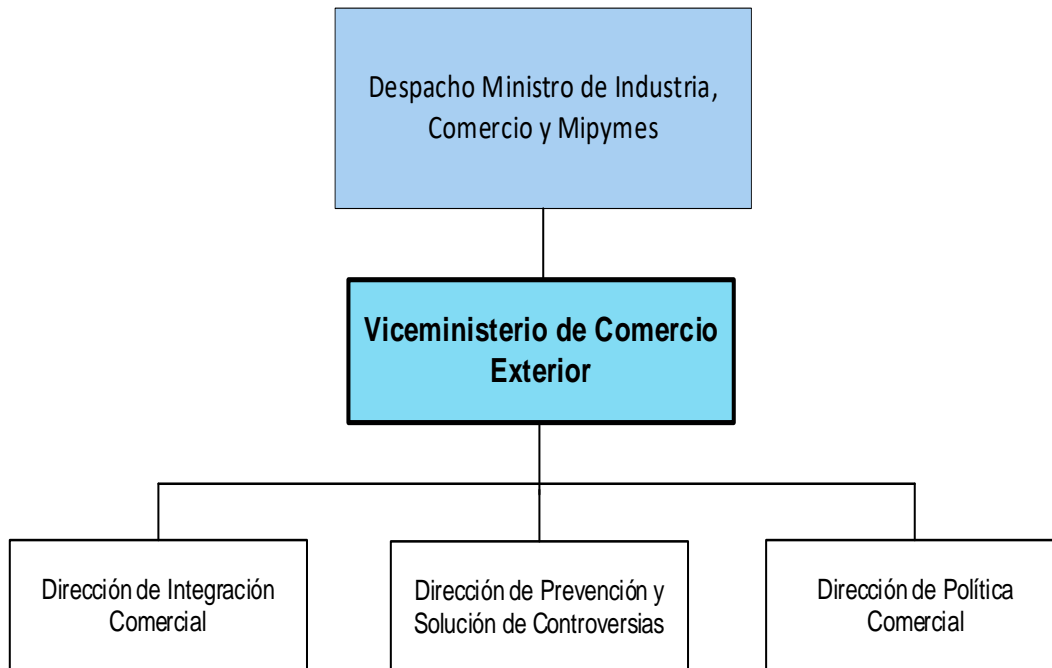 Despacho Ministro de Industria,
Comercio y Mipymes
Viceministerio de Comercio
Exterior
Dirección de Integración
Comercial
Dirección de Prevención y
Solución de Controversias
Dirección de Política
Comercial